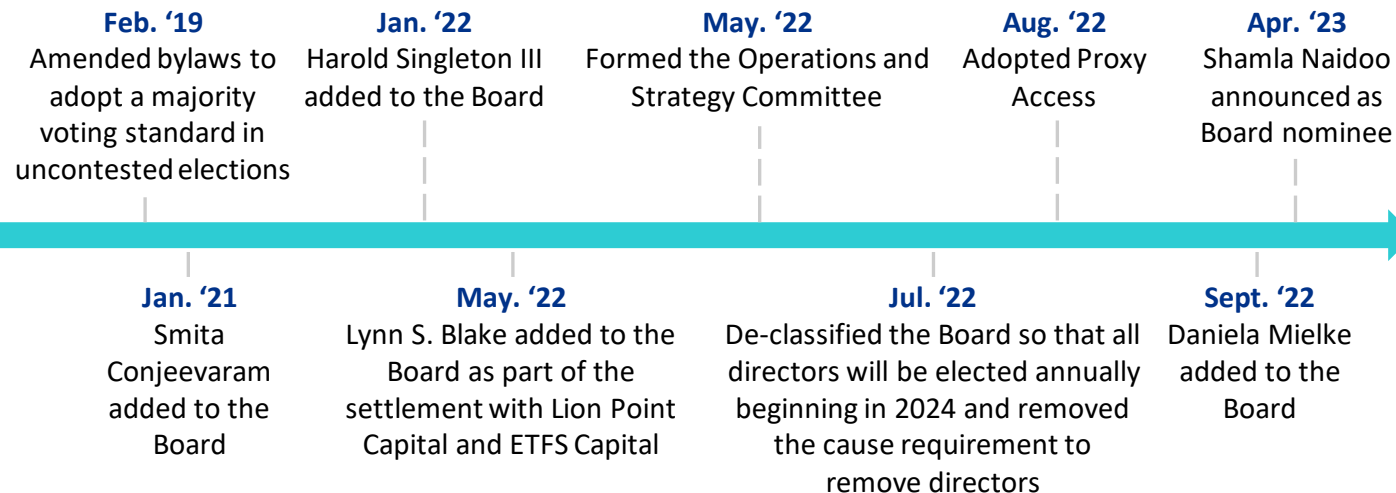 Feb. ‘19
Amended bylaws to
adopt a majority
voting standard in
uncontested elections
Jan. ‘22
Harold Singleton III
added to the Board
May. ‘22
Formed the Operations and
Strategy Committee
Aug. ‘22
Adopted Proxy
Access
Apr. ‘23
Shamla Naidoo
announced as
Board nominee
Jan. ‘21
Smita
Conjeevaram
added to the
Board
May. ‘22
Lynn S. Blake added to the
Board as part of the
settlement with Lion Point
Capital and ETFS Capital
Jul. ‘22
De-classified the Board so that all
directors will be elected annually
beginning in 2024 and removed
the cause requirement to
remove directors
Sept. ‘22
Daniela Mielke
added to the
Board